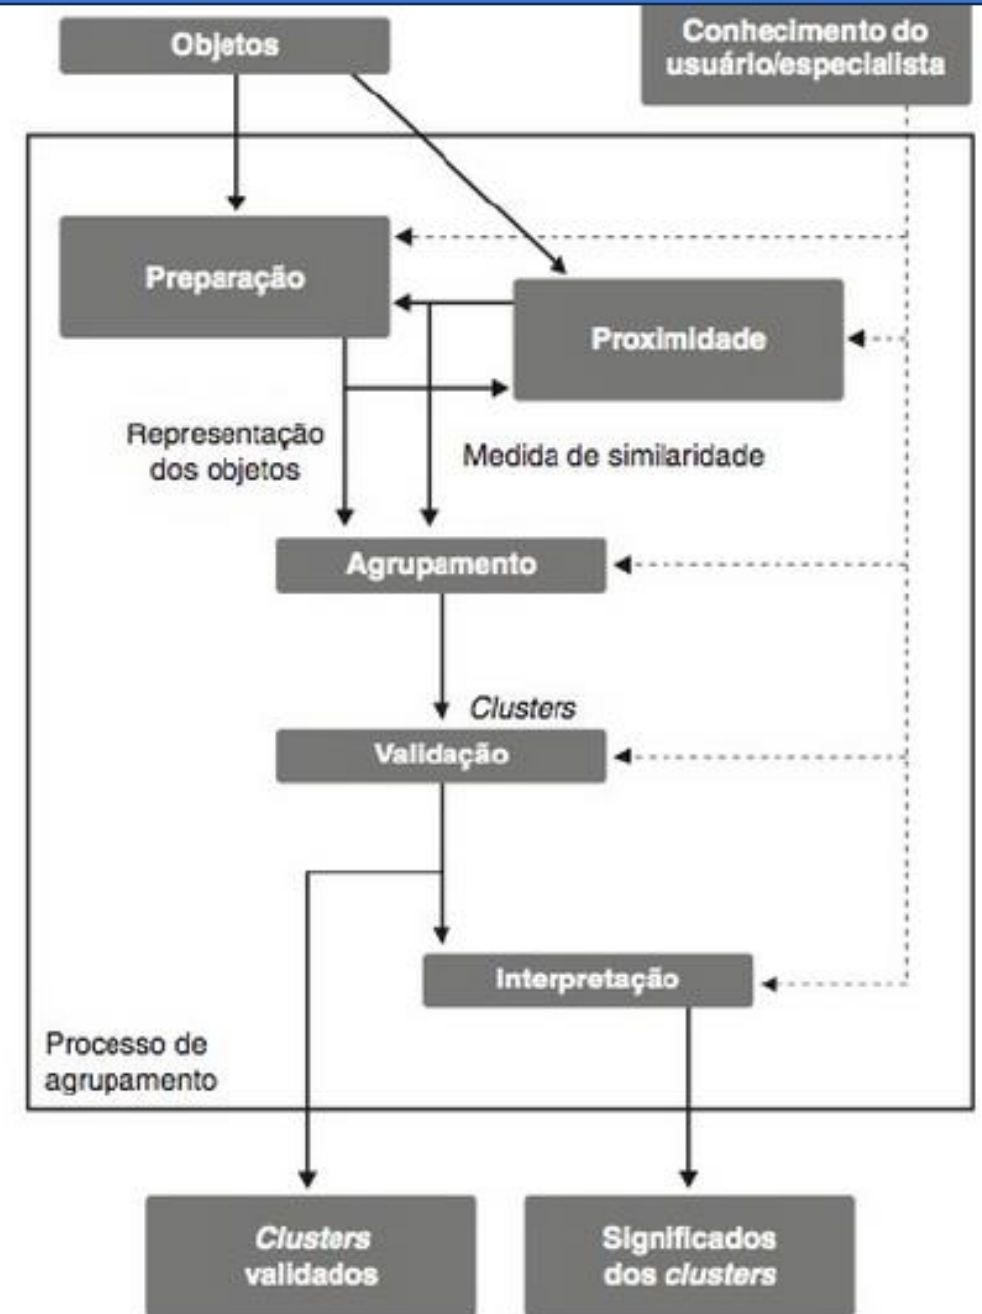 Objetos
Conhecimento do
usuário/especialista
Preparação
Proximidade
Representação
dos objetos
Medida de similaridade
Agrupamento
Clusters
Validação
Interpretação
Processo de
agrupamento
Clusters
validados
Significados
dos clusters